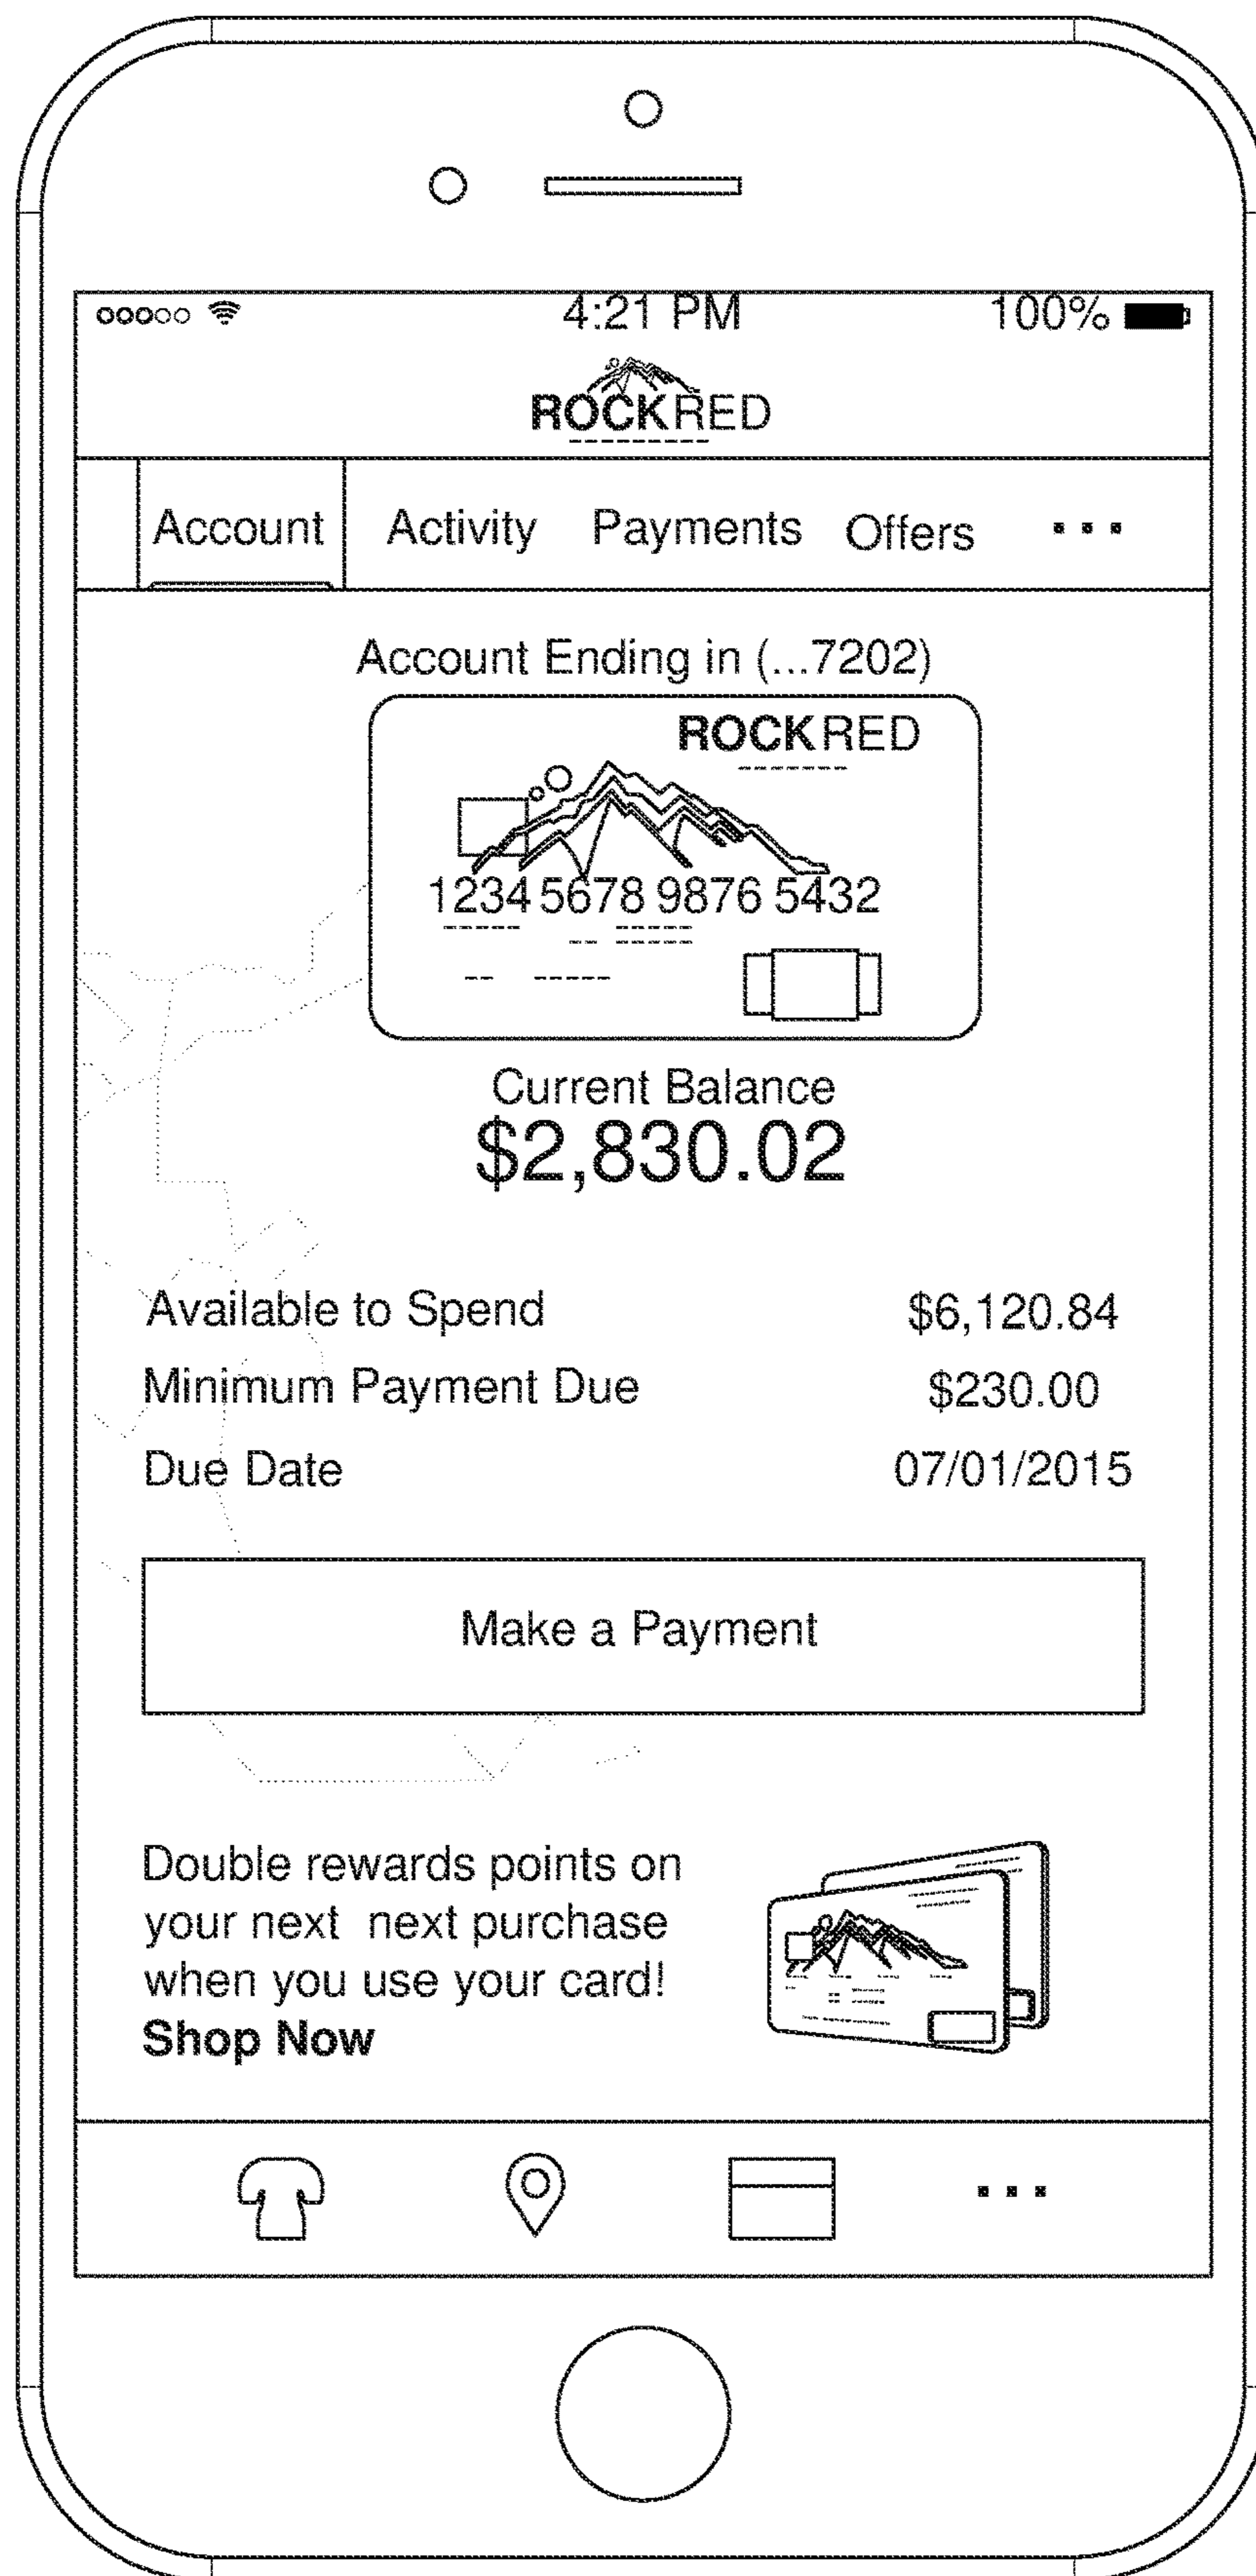 4:21 PM 100%
ROCKRED
Account Activity Payments Offers ...
Account Ending in (...7202)
ROCKRED
1234 5678 9876 5432
Current Balance
$2,830.02
Available to Spend $6,120.84
Minimum Payment Due $230.00
Due Date 07/01/2015
Make a Payment
Double rewards points on
your next next purchase
when you use your card!
Shop Now
...